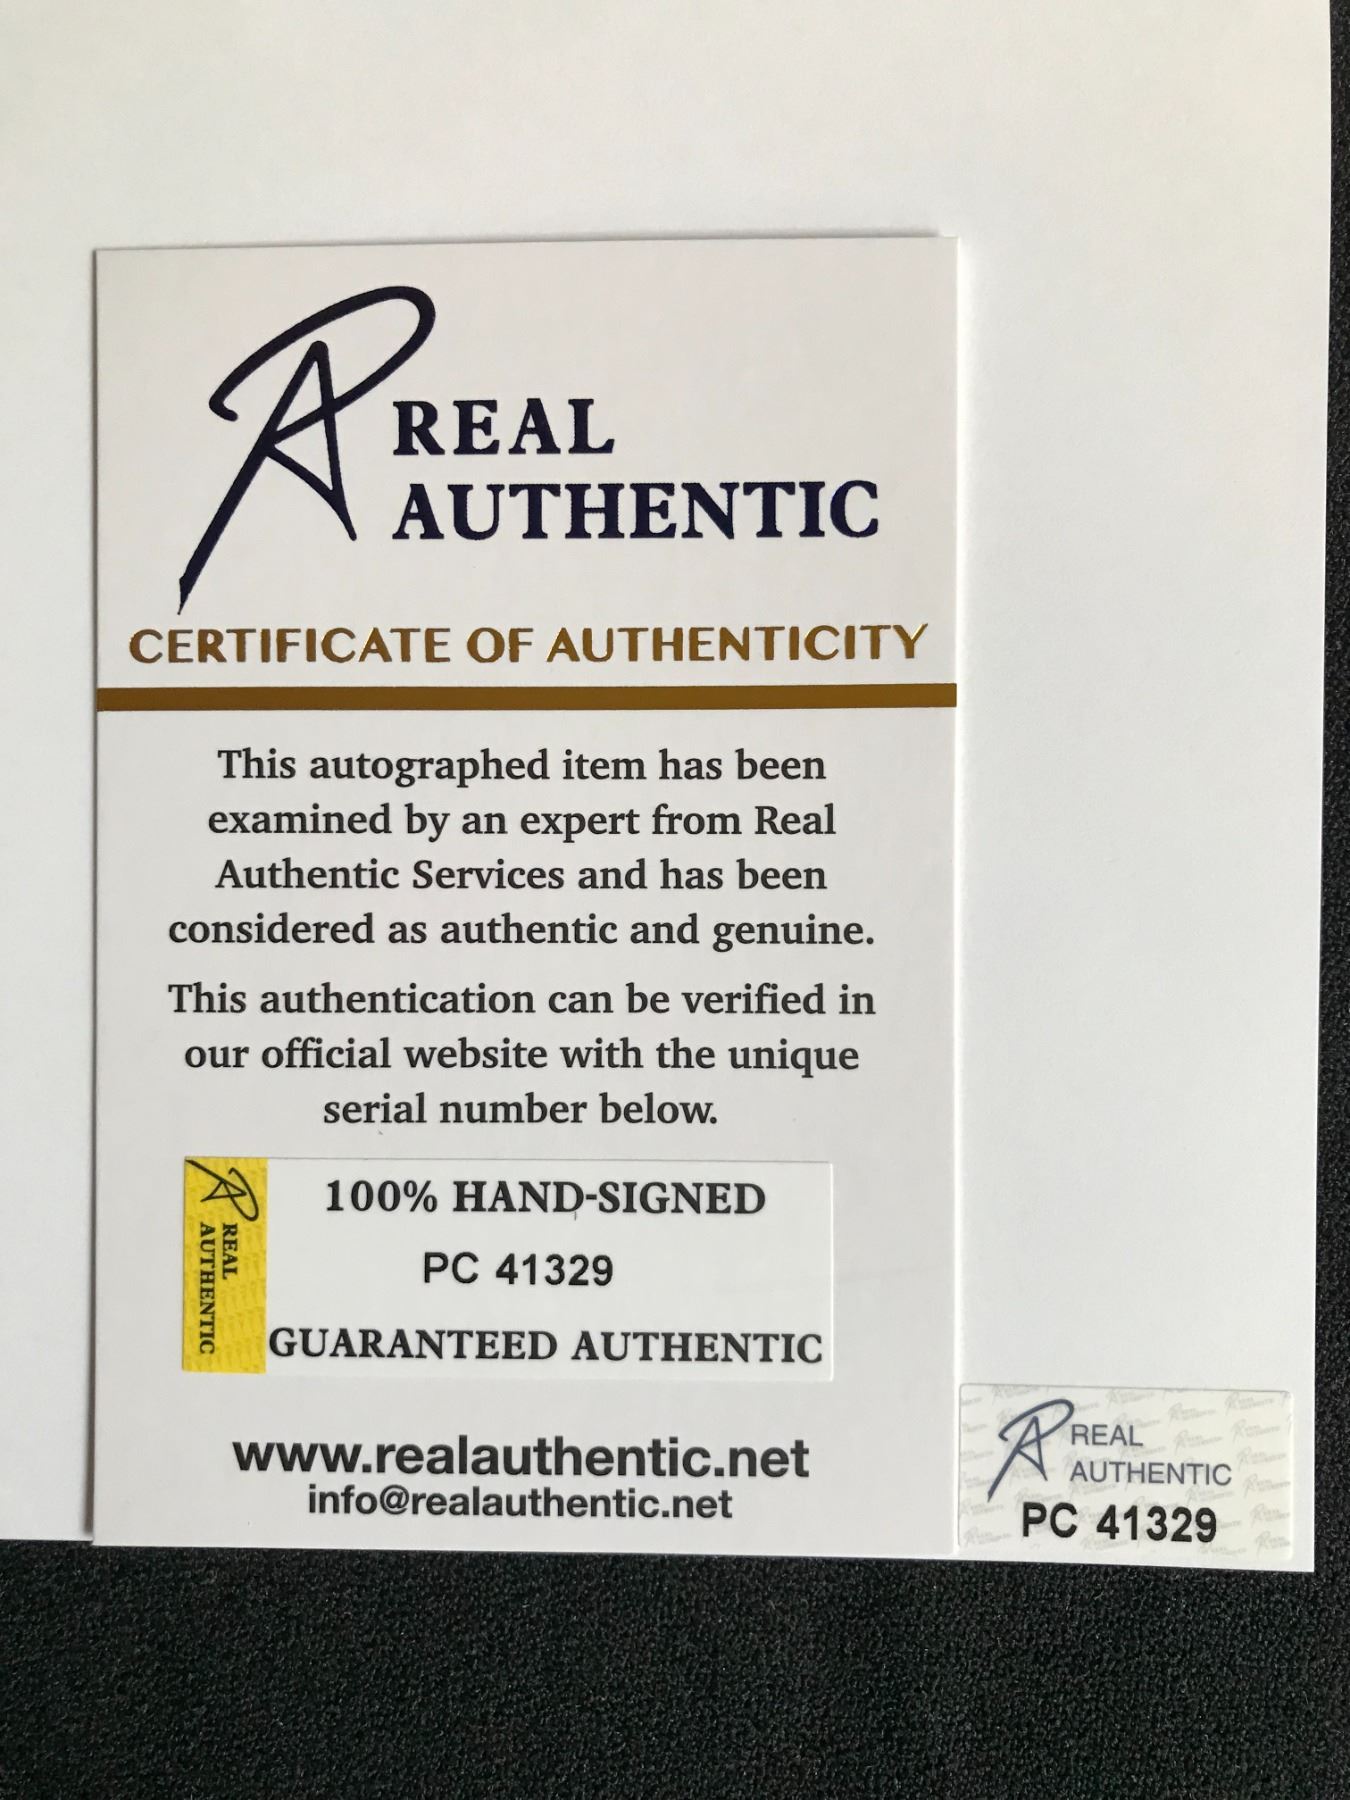 REAL
AUTHENTIC
CERTIFICATE OF AUTHENTICITY
This autographed item has been
examined by an expert from Real
Authentic Services and has been
considered as authentic and genuine.
This authentication can be verified in
our official website with the unique
serial number below.
REAL
AUTHENTIC
100% HAND-SIGNED
PC 41329
GUARANTEED AUTHENTIC
www.realauthentic.net
info@realauthentic.net
REAL
AUTHENTIC
PC 41329